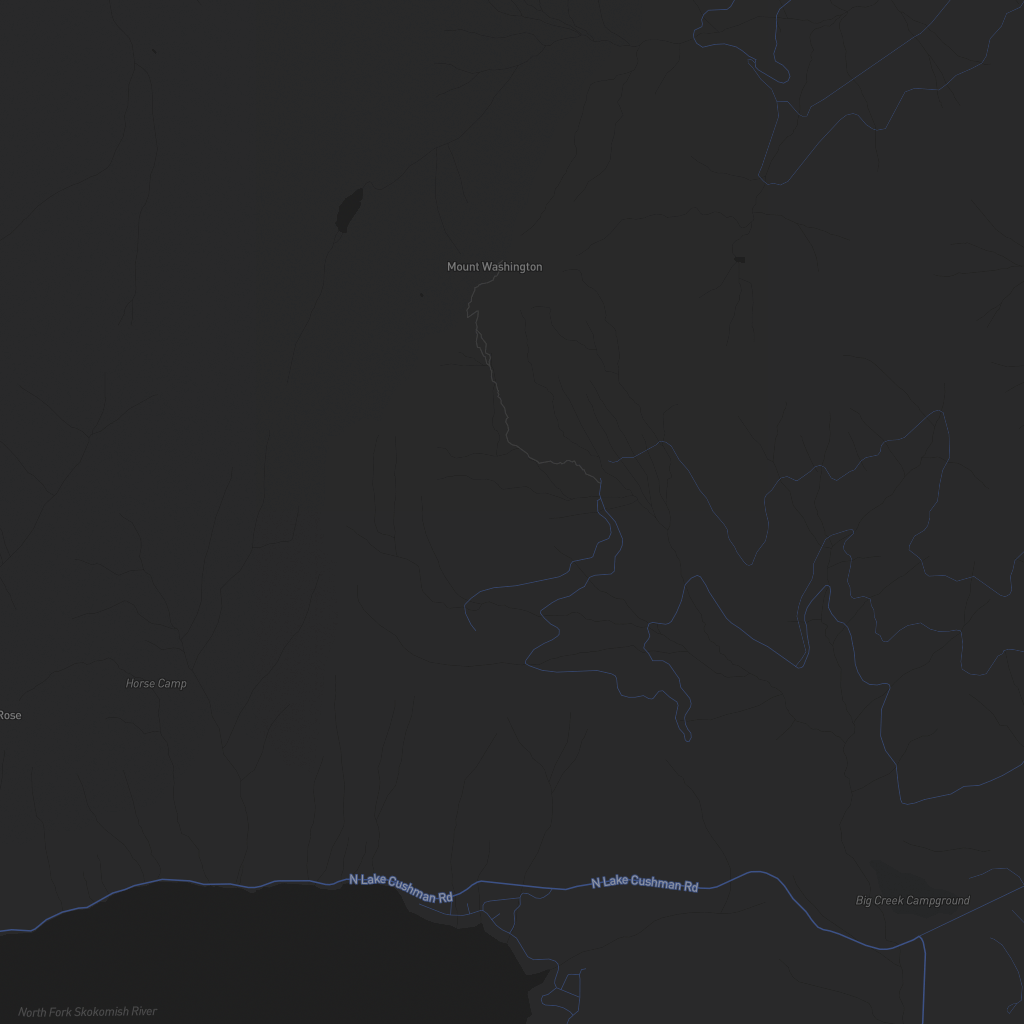 Mount Washington
Horse Camp
Rose
N Lake Cushman Rd
N Lake Cushman Rd
Big Creek Campground
North Fork Skokomish River